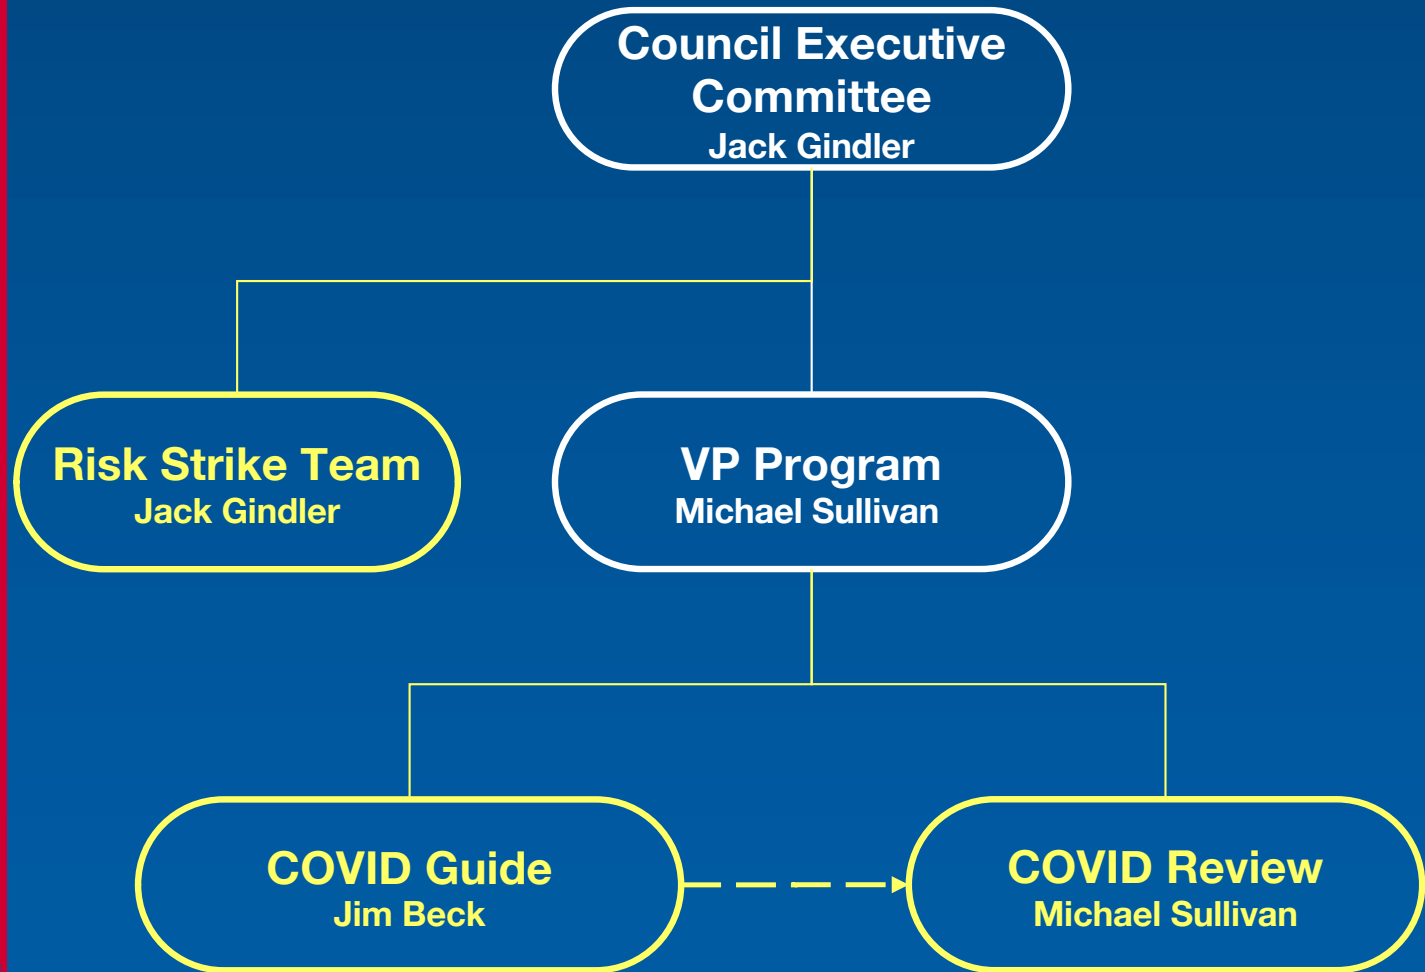 Council Executive
Committee
Jack Gindler
Risk Strike Team
Jack Gindler
VP Program
Michael Sullivan
COVID Guide
Jim Beck
COVID Review
Michael Sullivan